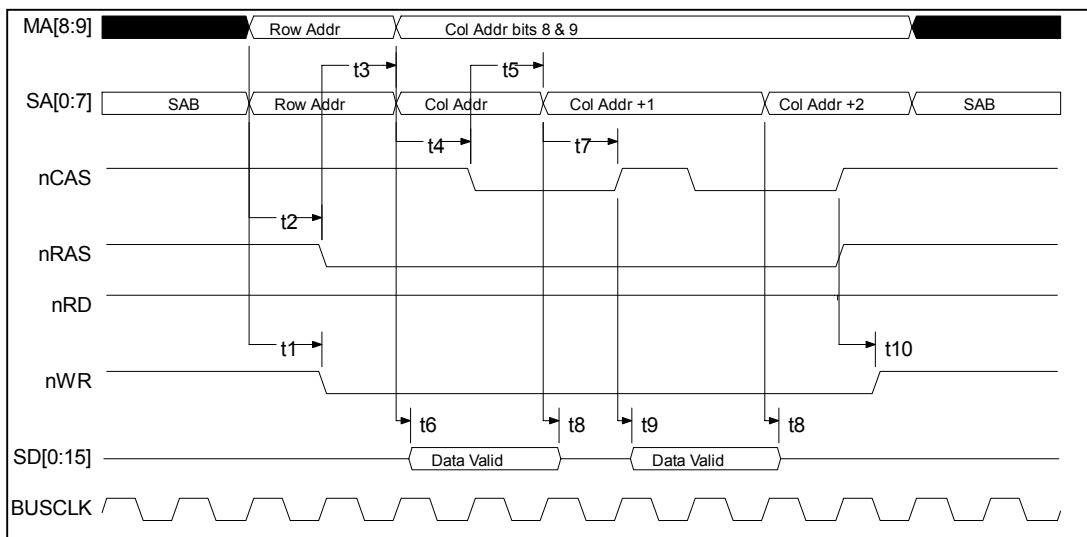 MA[8:9] Row Addr Col Addr bits 8 & 9
t3 t5
SA[0:7] SAB Row Addr Col Addr Col Addr +1 Col Addr +2 SAB
t4 t7
nCAS
t2
nRAS
nRD
t1 t10
nWR
t6 t8 t9 t8
SD[0:15] Data Valid Data Valid
BUSCLK